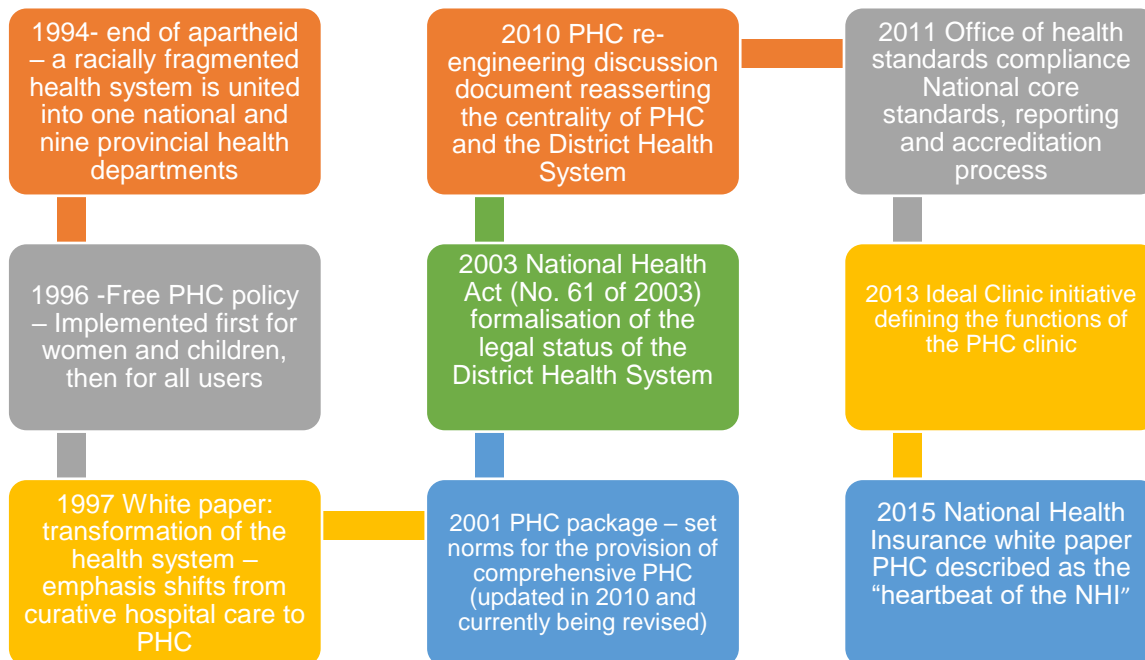 1994- end of apartheid
– a racially fragmented
health system is united
into one national and
nine provincial health
departments
1996 -Free PHC policy
– Implemented first for
women and children,
then for all users
1997 White paper:
transformation of the
health system –
emphasis shifts from
curative hospital care to
PHC
2001 PHC package – set
norms for the provision of
comprehensive PHC
(updated in 2010 and
currently being revised)
2003 National Health
Act (No. 61 of 2003)
formalisation of the
legal status of the
District Health System
2010 PHC re-
engineering discussion
document reasserting
the centrality of PHC
and the District Health
System
2011 Office of health
standards compliance
National core
standards, reporting
and accreditation
process
2013 Ideal Clinic initiative
defining the functions of
the PHC clinic
2015 National Health
Insurance white paper
PHC described as the
“heartbeat of the NHI”